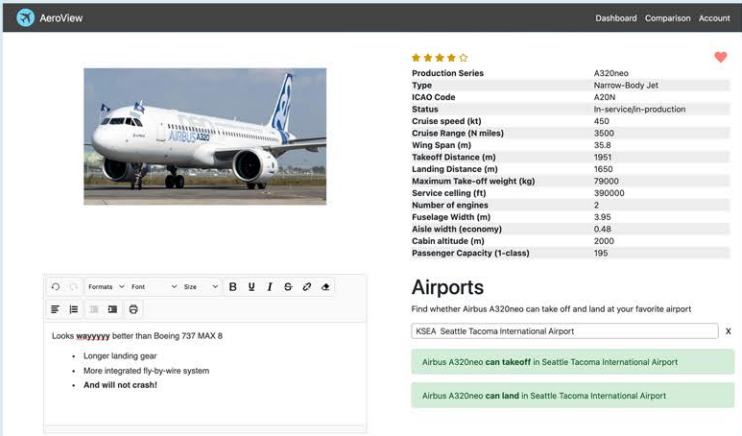 AeroView
Dashboard Comparison Account
AIRBUS A320
Production Series A320neo
Type Narrow-Body Jet
ICAO Code A20N
Status In-service/in-production
Cruise speed (kt) 450
Cruise Range (N miles) 3500
Wing Span (m) 35.8
Takeoff Distance (m) 1951
Landing Distance (m) 1650
Maximum Take-off weight (kg) 79000
Service celling (ft) 390000
Number of engines 2
Fuselage Width (m) 3.95
Aisle width (economy) 0.48
Cabin altitude (m) 2000
Passenger Capacity (1-class) 195
Formats Font Size B U I S
Looks wayyyyy better than Boeing 737 MAX 8
• Longer landing gear
• More integrated fly-by-wire system
• And will not crash!
Airports
Find whether Airbus A320neo can take off and land at your favorite airport
KSEA Seattle Tacoma International Airport X
Airbus A320neo can takeoff in Seattle Tacoma International Airport
Airbus A320neo can land in Seattle Tacoma International Airport